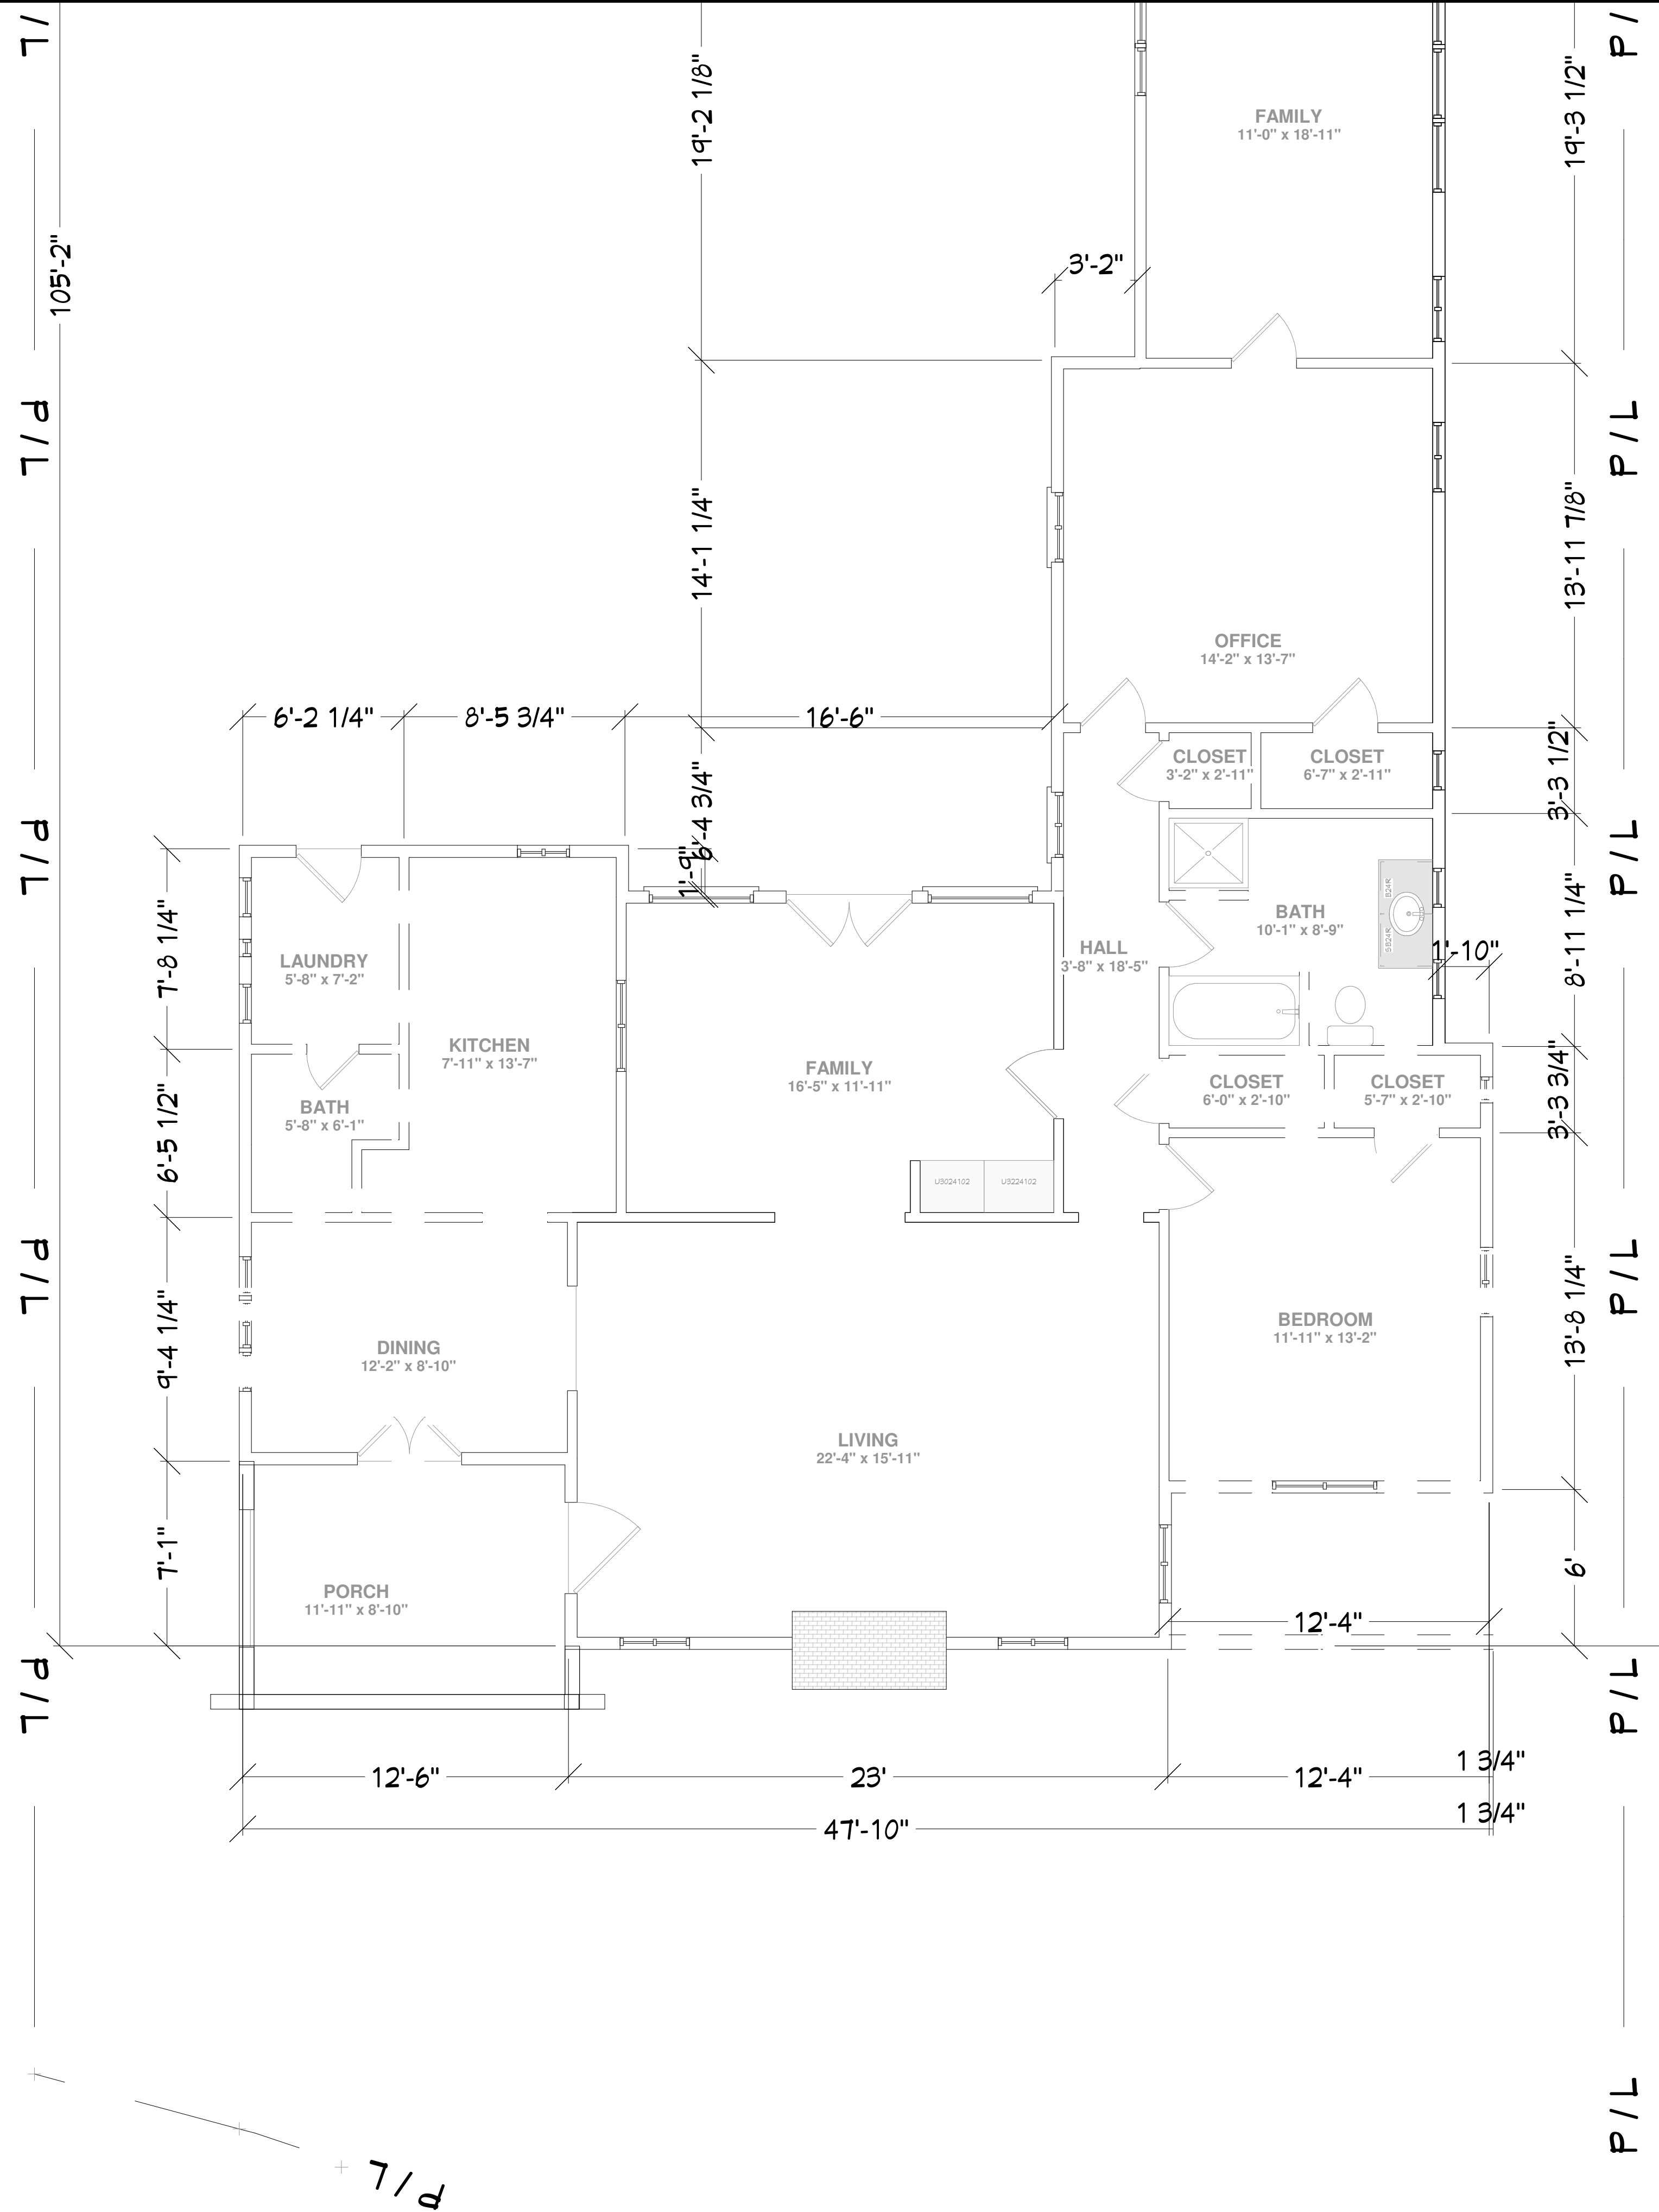 P/L
P/L
19'-2 1/8"
19'-3 1/2"
105'-2"
FAMILY
11'-0" x 18'-11"
3'-2"
P/L
P/L
14'-1 1/4"
13'-11 7/8"
OFFICE
14'-2" x 13'-7"
6'-2 1/4"
8'-5 3/4"
16'-6"
6'-4 3/4"
1'-9"
CLOSET
3'-2" x 2'-11"
CLOSET
6'-7" x 2'-11"
3'-3 1/2"
P/L
P/L
7'-8 1/4"
LAUNDRY
5'-8" x 7'-2"
HALL
3'-8" x 18'-5"
BATH
10'-1" x 8'-9"
B24R
SB24R
1'-10"
8'-11 1/4"
KITCHEN
7'-11" x 13'-7"
FAMILY
16'-5" x 11'-11"
BATH
5'-8" x 6'-1"
6'-5 1/2"
CLOSET
6'-0" x 2'-10"
CLOSET
5'-7" x 2'-10"
3'-3 3/4"
U3024102
U3224102
P/L
P/L
9'-4 1/4"
DINING
12'-2" x 8'-10"
BEDROOM
11'-11" x 13'-2"
13'-8 1/4"
LIVING
22'-4" x 15'-11"
7'-1"
PORCH
11'-11" x 8'-10"
6'
12'-4"
P/L
P/L
12'-6"
23'
12'-4"
1 3/4"
47'-10"
1 3/4"
P/L
P/L